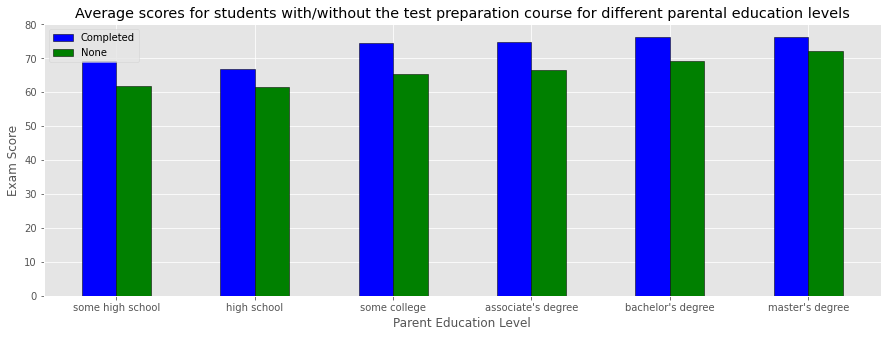 Average scores for students with/without the test preparation course for different parental education levels
80
70
60
50
40
30
20
10
0
Exam Score
Completed
None
some high school
high school
some college
associate's degree
bachelor's degree
master's degree
Parent Education Level